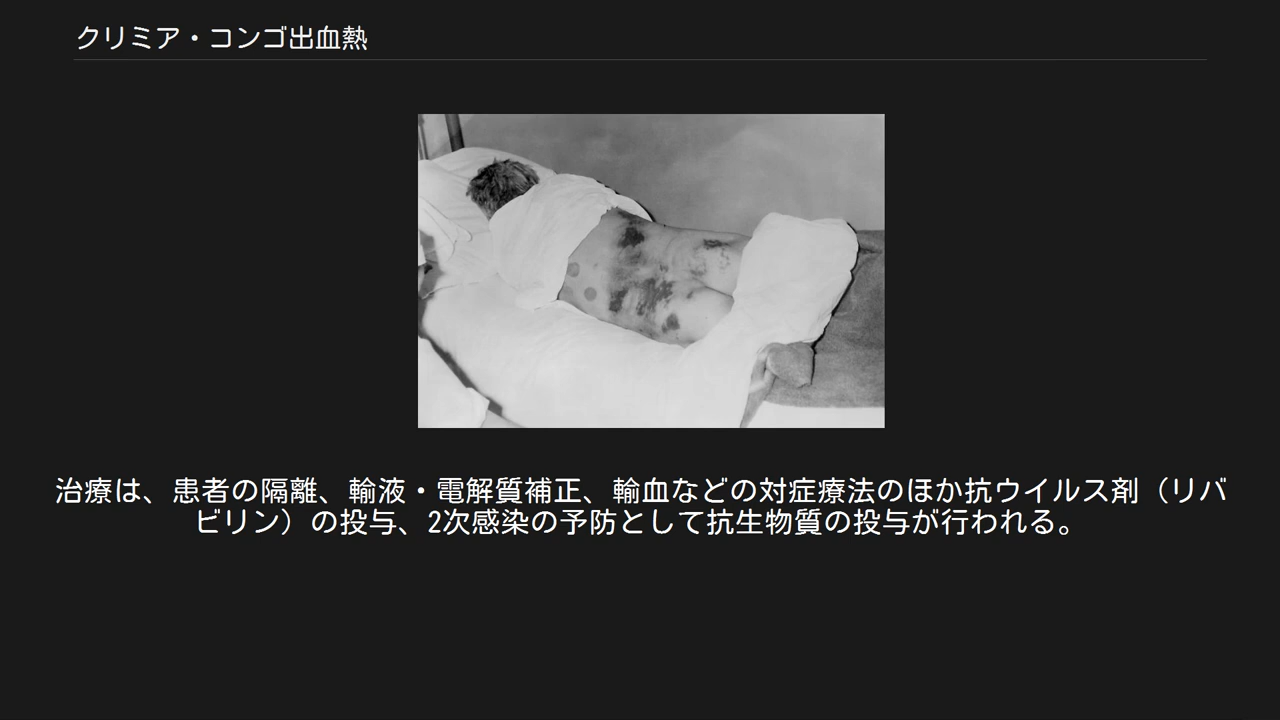 クリミア・コンゴ出血熱
治療は、患者の隔離、輸液・電解質補正、輸血などの対症療法のほか抗ウイルス剤（リバ
ビリン）の投与、2次感染の予防として抗生物質の投与が行われる。